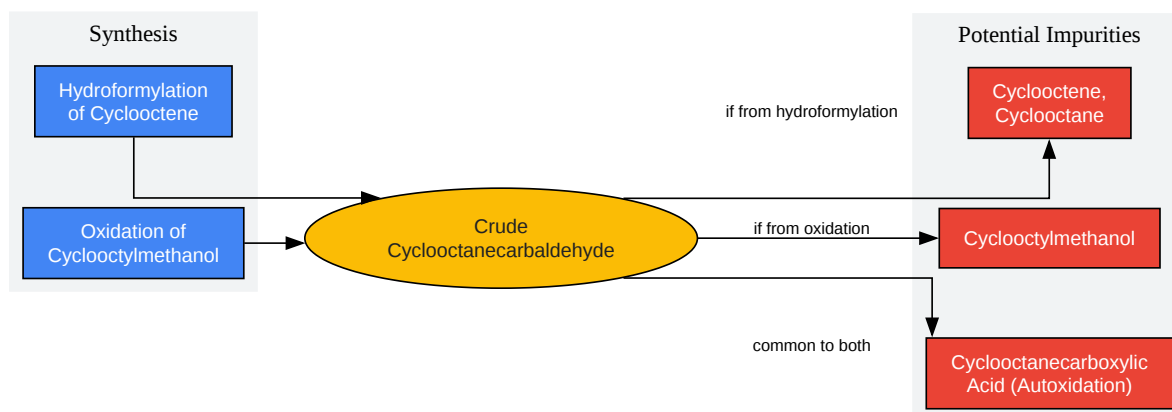 Synthesis
Hydroformylation
of Cyclooctene
Oxidation of
Cyclooctylmethanol
Crude
Cyclooctanecarbaldehyde
if from hydroformylation
if from oxidation
common to both
Potential Impurities
Cyclooctene,
Cyclooctane
Cyclooctylmethanol
Cyclooctanecarboxylic
Acid (Autoxidation)